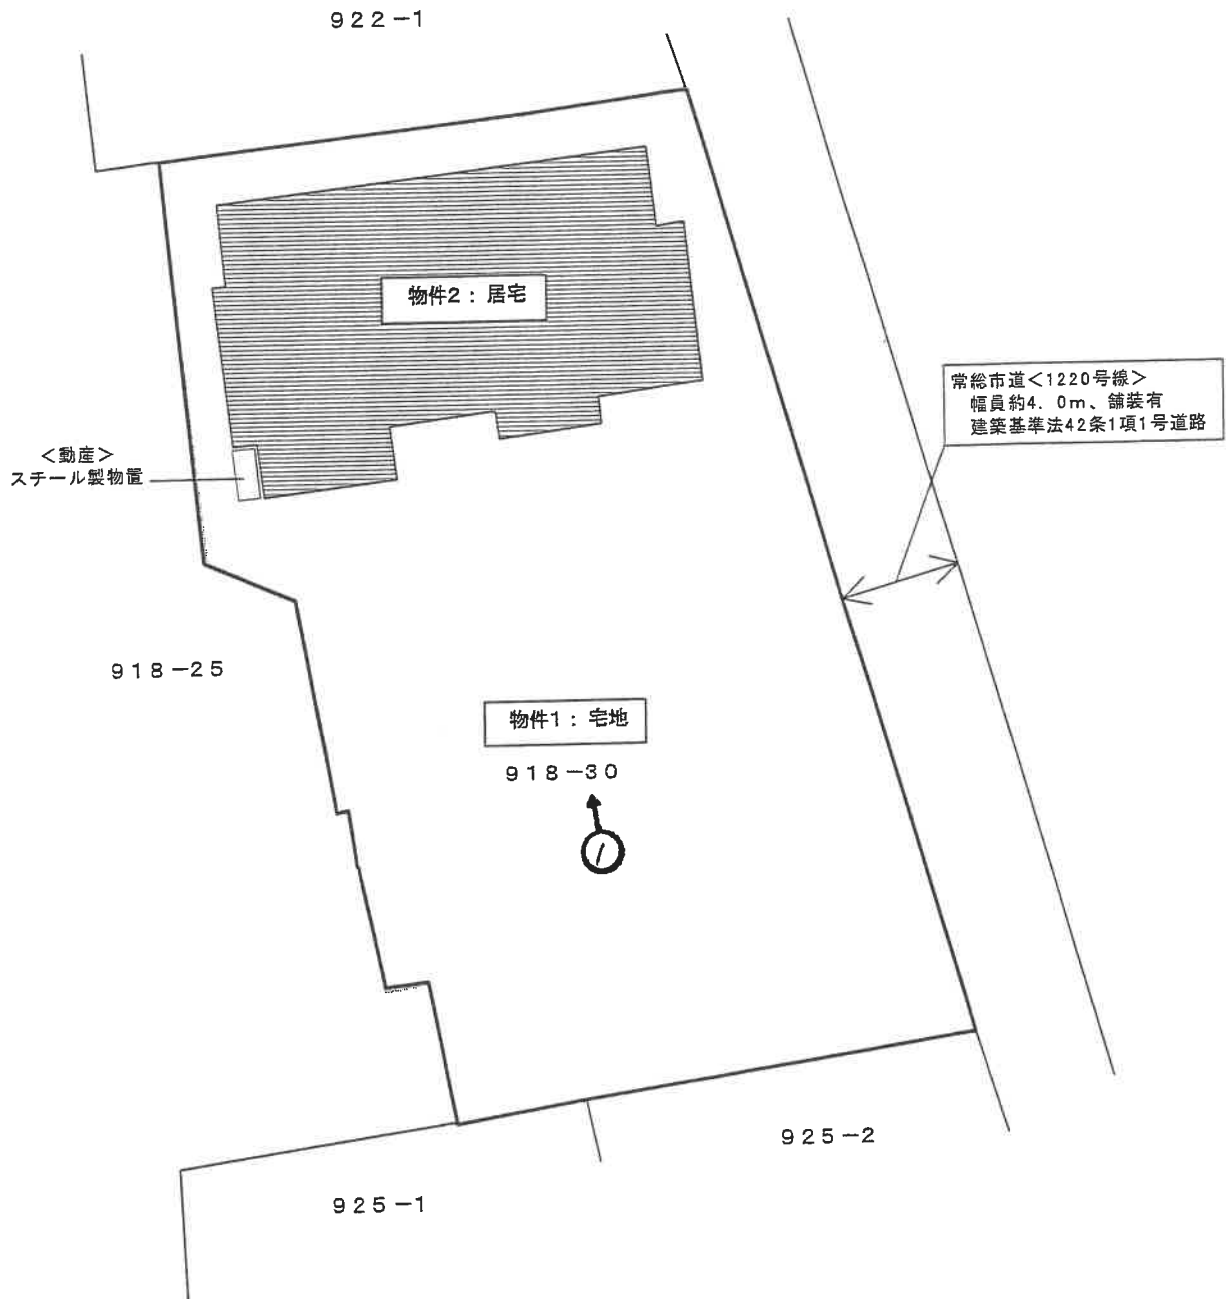 922-1
物件2：居宅
常総市道<1220号線>
幅員約4．0m、舗装有
建築基準法42条1項1号道路
<動産>
スチール製物置
918-25
物件1：宅地
918-30
1
925-2
925-1